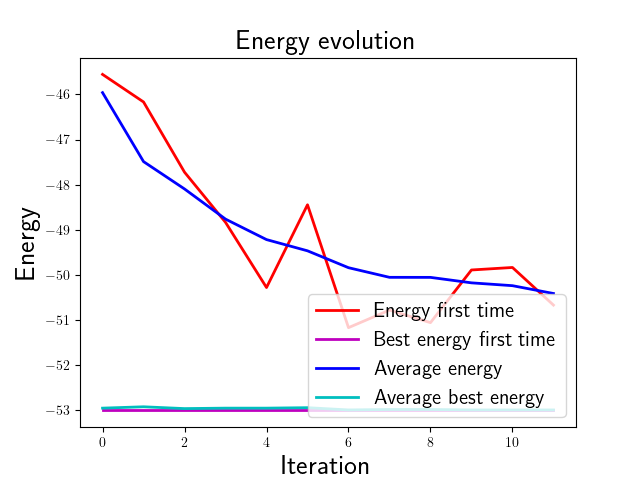 Energy evolution
Energy
−46
−47
−48
−49
−50
−51
−52
−53
Energy first time
Best energy first time
Average energy
Average best energy
0 2 4 6 8 10
Iteration